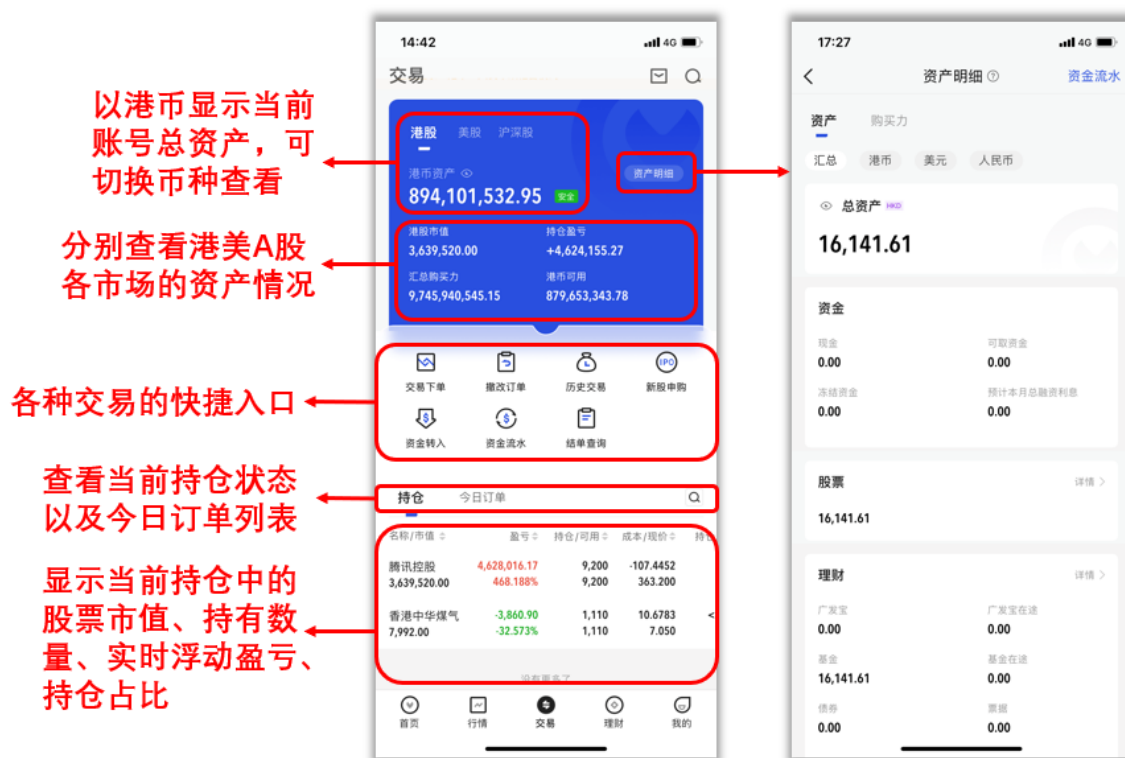 以港币显示当前
账号总资产，可
切换币种查看
分别查看港美A股
各市场的资产情况
各种交易的快捷入口
查看当前持仓状态
以及今日订单列表
显示当前持仓中的
股票市值、持有数
量、实时浮动盈亏、
持仓占比
14:42 4G
交易
港股 美股 沪深股
港币资产 资产明细
894,101,532.95 安全
港股市值 持仓盈亏
3,639,520.00 +4,624,155.27
汇总购买力 港币可用
9,745,940,545.15 879,653,343.78
IPO
交易下单 撤改订单 历史交易 新股申购
资金转入 资金流水 结单查询
持仓 今日订单
名称/市值 盈亏 持仓/可用 成本/现价 持仓
腾讯控股 4,628,016.17 9,200 -107.4452
3,639,520.00 468.188% 9,200 363.200
香港中华煤气 -3,860.90 1,110 10.6783 <
7,992.00 -32.573% 1,110 7.050
没有更多了
首页 行情 交易 理财 我的
17:27 4G
资产明细 资金流水
资产 购买力
汇总 港币 美元 人民币
总资产 HKD
16,141.61
资金
现金 可取资金
0.00 0.00
冻结资金 预计本月总融资利息
0.00 0.00
股票 详情 >
16,141.61
理财 详情 >
广发宝 广发宝在途
0.00 0.00
基金 基金在途
16,141.61 0.00
债券 票据
0.00 0.00